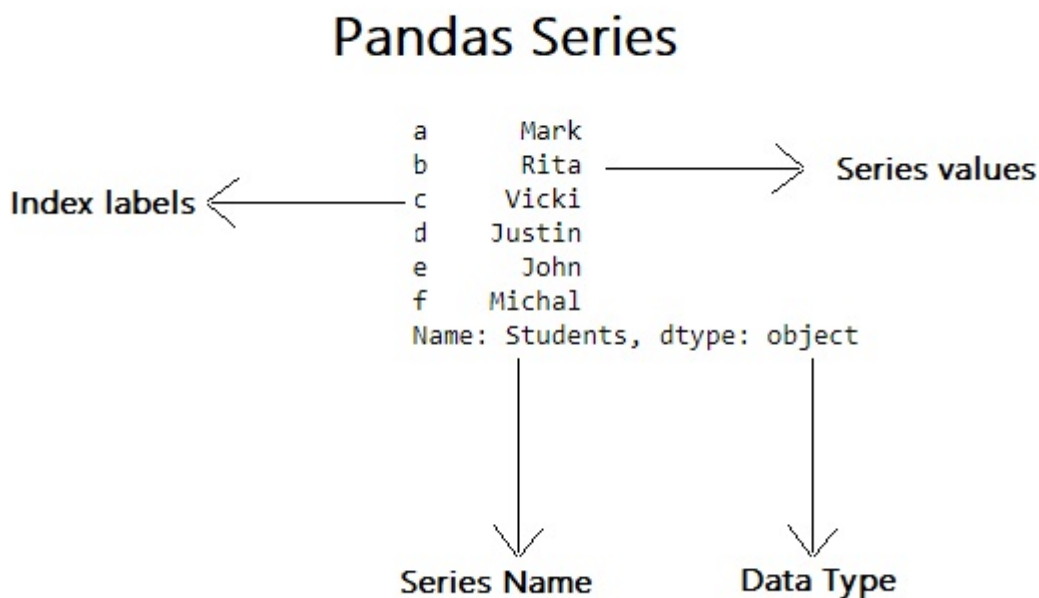 Pandas Series
a Mark
b Rita
Series values
Index labels
c Vicki
d Justin
e John
f Michal
Name: Students, dtype: object
Series Name
Data Type